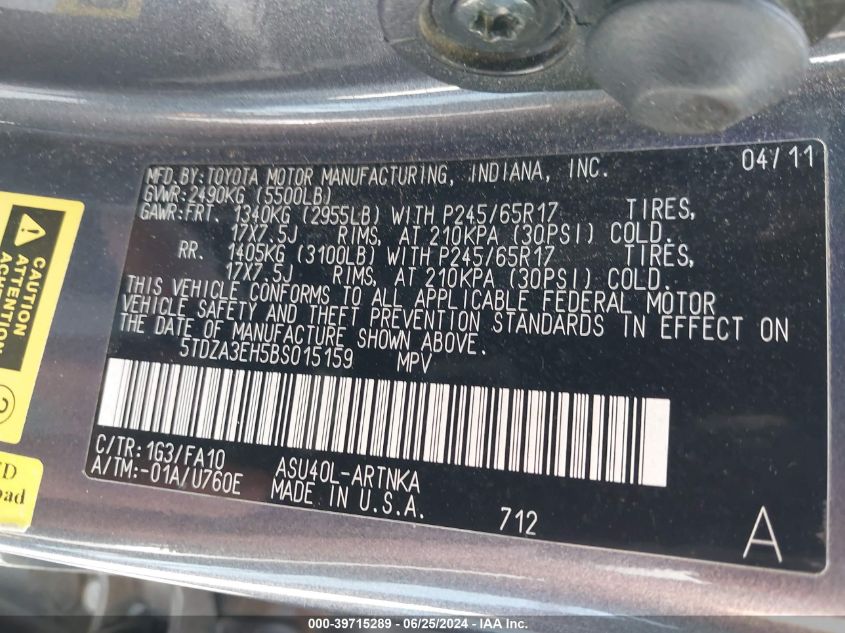 MFD.BY:TOYOTA MOTOR MANUFACTURING, INDIANA, INC. 04/11
GVWR:2490KG (5500LB)
GAWR:FRT. 1340KG (2955LB) WITH P245/65R17 TIRES,
17X7.5J RIMS, AT 210KPA (30PSI) COLD.
RR. 1405KG (3100LB) WITH P245/65R17 TIRES,
17X7.5J RIMS, AT 210KPA (30PSI) COLD.
THIS VEHICLE CONFORMS TO ALL APPLICABLE FEDERAL MOTOR
VEHICLE SAFETY AND THEFT PREVENTION STANDARDS IN EFFECT ON
THE DATE OF MANUFACTURE SHOWN ABOVE.
5TDZA3EH5BS015159 MPV
C/TR:1G3/FA10
A/TM:-01A/U760E
ASU40L-ARTNKA
MADE IN U.S.A.
712
A
CAUTION
ATTENTION
ACHTUNG
2
000-39715289 - 06/25/2024 - IAA Inc.